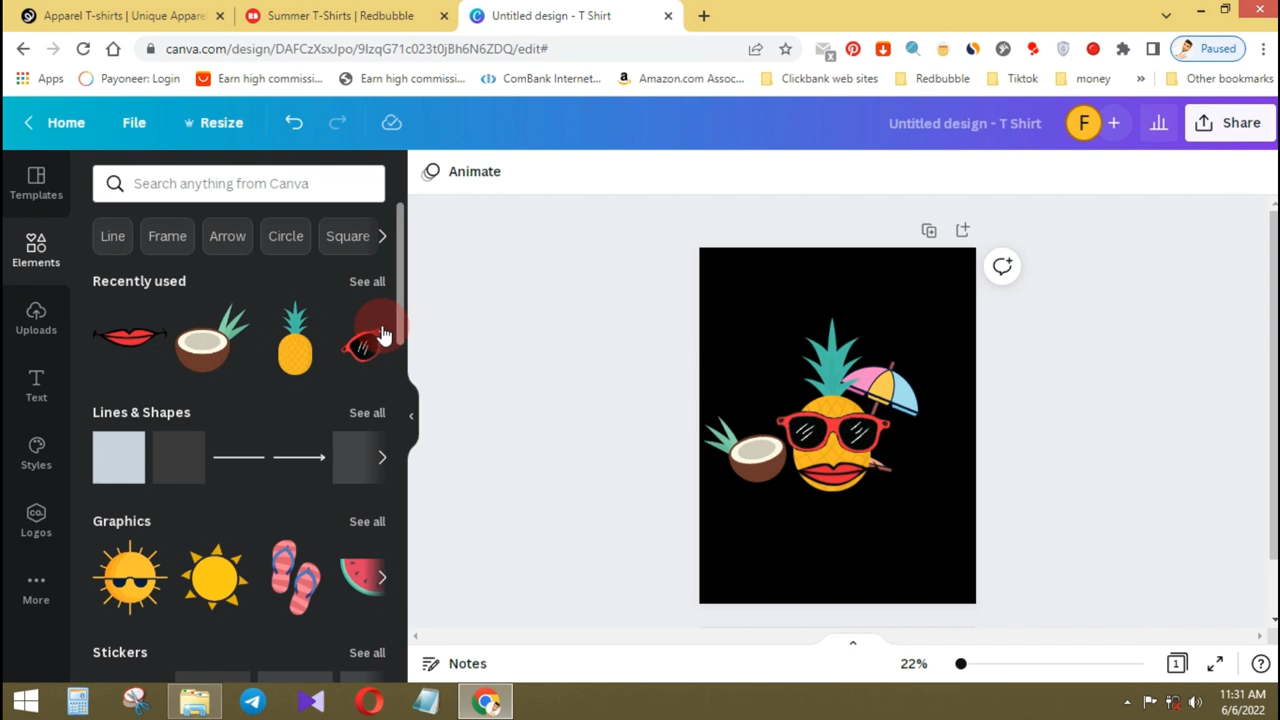 Apparel T-shirts | Unique Appare
Summer T-Shirts | Redbubble
Untitled design - T Shirt
canva.com/design/DAFCzXsxJpo/9IzqG71c023t0jBh6N6ZDQ/edit#
Paused
Apps
Payoneer: Login
Earn high commissi...
Earn high commissi...
ComBank Internet...
Amazon.com Assoc...
Clickbank web sites
Redbubble
Tiktok
money
»
Other bookmarks
Home
File
Resize
Untitled design - T Shirt
F
Share
Templates
Elements
Uploads
Text
Styles
Logos
More
Search anything from Canva
Line
Frame
Arrow
Circle
Square
Recently used
See all
Lines & Shapes
See all
Graphics
See all
Stickers
See all
Animate
Notes
22%
1
11:31 AM
6/6/2022